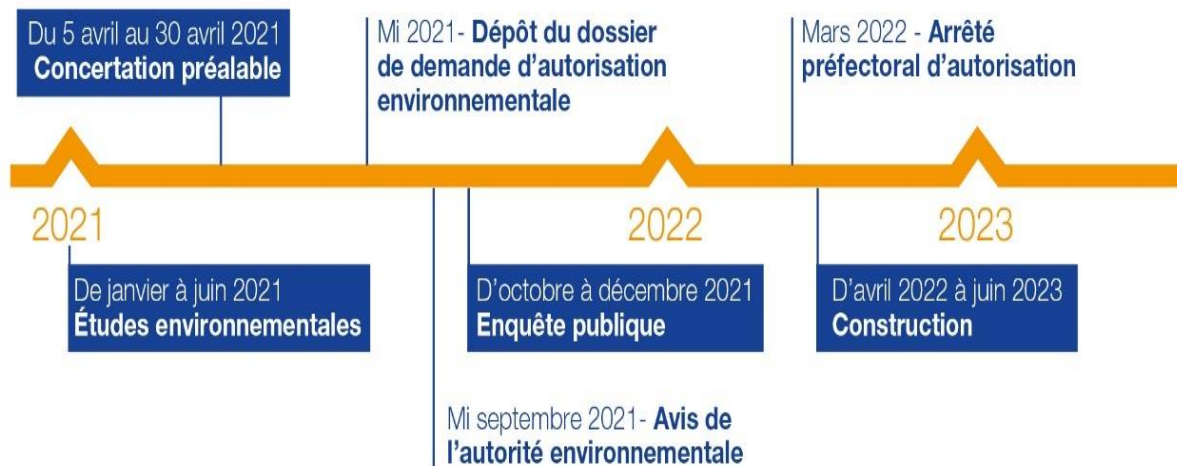 Du 5 avril au 30 avril 2021
Concertation préalable
Mi 2021- Dépôt du dossier
de demande d'autorisation
environnementale
Mars 2022 - Arrêté
préfectoral d'autorisation
2021
2022
2023
De janvier à juin 2021
Études environnementales
D'octobre à décembre 2021
Enquête publique
D'avril 2022 à juin 2023
Construction
Mi septembre 2021- Avis de
l'autorité environnementale